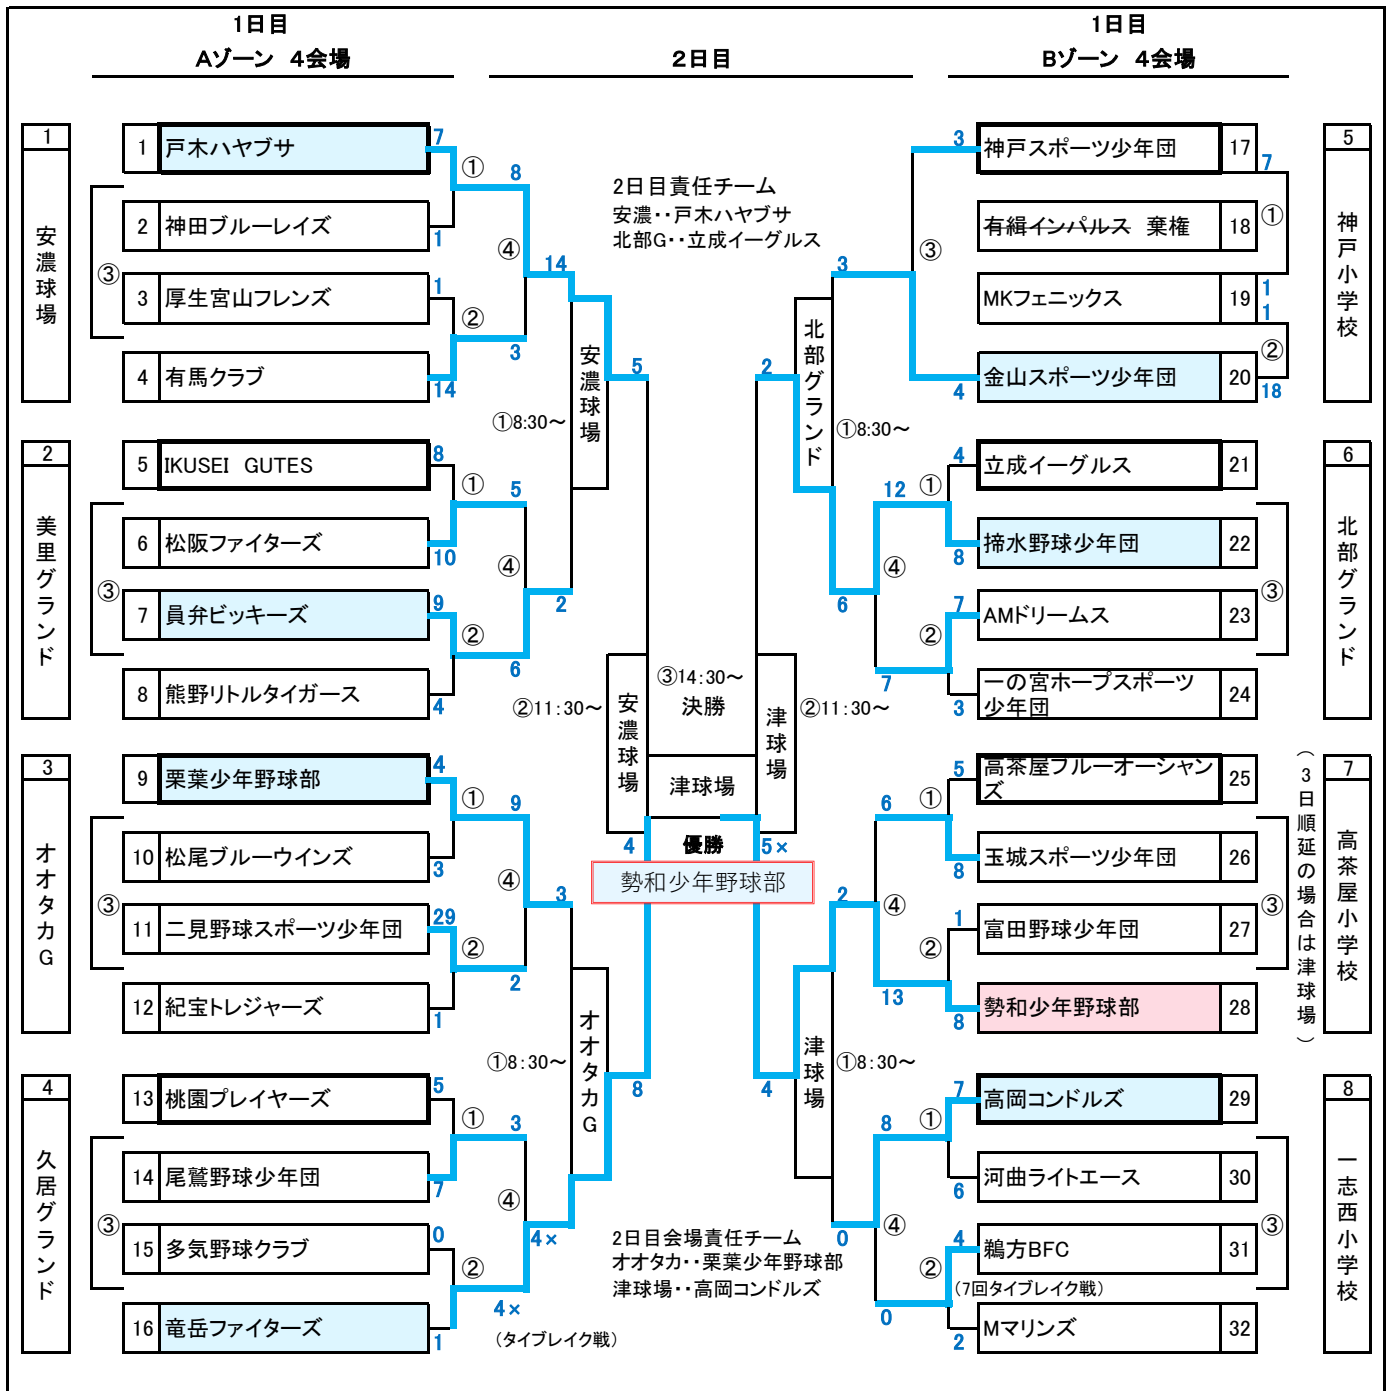 1日目
Aゾーン 4会場
2日目
1日目
Bゾーン 4会場
1
安濃球場
1 戸木ハヤブサ 7
2 神田ブルーレイズ 1
3 厚生宮山フレンズ 1
4 有馬クラブ 14
① ② ③ ④
8
3
14
2
美里グランド
5 IKUSEI GUTES 8
6 松阪ファイターズ 10
7 員弁ビッキーズ 9
8 熊野リトルタイガース 4
① ② ③ ④
5
6
2
①8:30～
安濃球場
5
3
オオタカG
9 栗葉少年野球部 4
10 松尾ブルーウインズ 3
11 二見野球スポーツ少年団 29
12 紀宝トレジャーズ 1
① ② ③ ④
9
2
3
4
久居グランド
13 桃園プレイヤーズ 5
14 尾鷲野球少年団 7
15 多気野球クラブ 0
16 竜岳ファイターズ 1
① ② ③ ④
3
4×
(タイブレイク戦)
4×
①8:30～
オオタカG
8
②11:30～
安濃球場
4
2日目責任チーム
安濃・・戸木ハヤブサ
北部G・・立成イーグルス
③14:30～
決勝
津球場
優勝
勢和少年野球部
5×
2日目会場責任チーム
オオタカ・・栗葉少年野球部
津球場・・高岡コンドルズ
②11:30～
津球場
2
北部グランド
①8:30～
3
6
4
津球場
①8:30～
2
0
5
神戸小学校
3 神戸スポーツ少年団 17 7
有緝インパルス 棄権 18
MKフェニックス 19 1 1
4 金山スポーツ少年団 20 18
① ② ③
6
北部グランド
4 立成イーグルス 21
8 掃水野球少年団 22
7 AMドリームス 23
3 一の宮ホープスポーツ少年団 24
① ② ③ ④
12
7
7
高茶屋小学校
(3日順延の場合は津球場)
5 高茶屋ブルーオーシャンズ 25
8 玉城スポーツ少年団 26
1 富田野球少年団 27
8 勢和少年野球部 28
① ② ③ ④
6
13
8
一志西小学校
7 高岡コンドルズ 29
6 河曲ライトエース 30
4 鵜方BFC 31
(7回タイブレイク戦)
2 Mマリンズ 32
① ② ③ ④
8
0